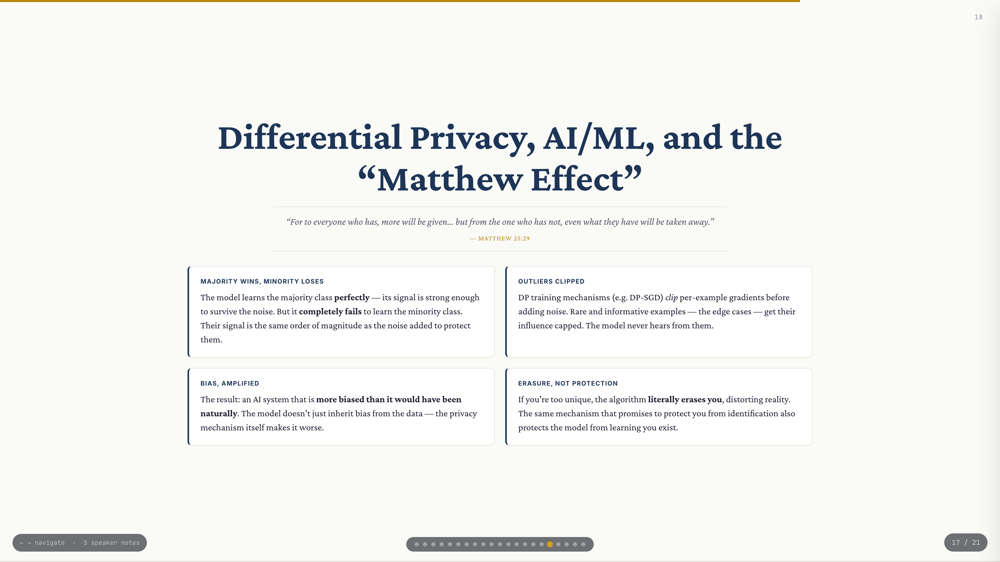 18
Differential Privacy, AI/ML, and the
“Matthew Effect”
“For to everyone who has, more will be given... but from the one who has not, even what they have will be taken away.”
— MATTHEW 25:29
MAJORITY WINS, MINORITY LOSES
The model learns the majority class perfectly — its signal is strong enough
to survive the noise. But it completely fails to learn the minority class.
Their signal is the same order of magnitude as the noise added to protect
them.
OUTLIERS CLIPPED
DP training mechanisms (e.g. DP-SGD) clip per-example gradients before
adding noise. Rare and informative examples — the edge cases — get their
influence capped. The model never hears from them.
BIAS, AMPLIFIED
The result: an AI system that is more biased than it would have been
naturally. The model doesn't just inherit bias from the data — the privacy
mechanism itself makes it worse.
ERASURE, NOT PROTECTION
If you're too unique, the algorithm literally erases you, distorting reality.
The same mechanism that promises to protect you from identification also
protects the model from learning you exist.
← → navigate · S speaker notes
17 / 21